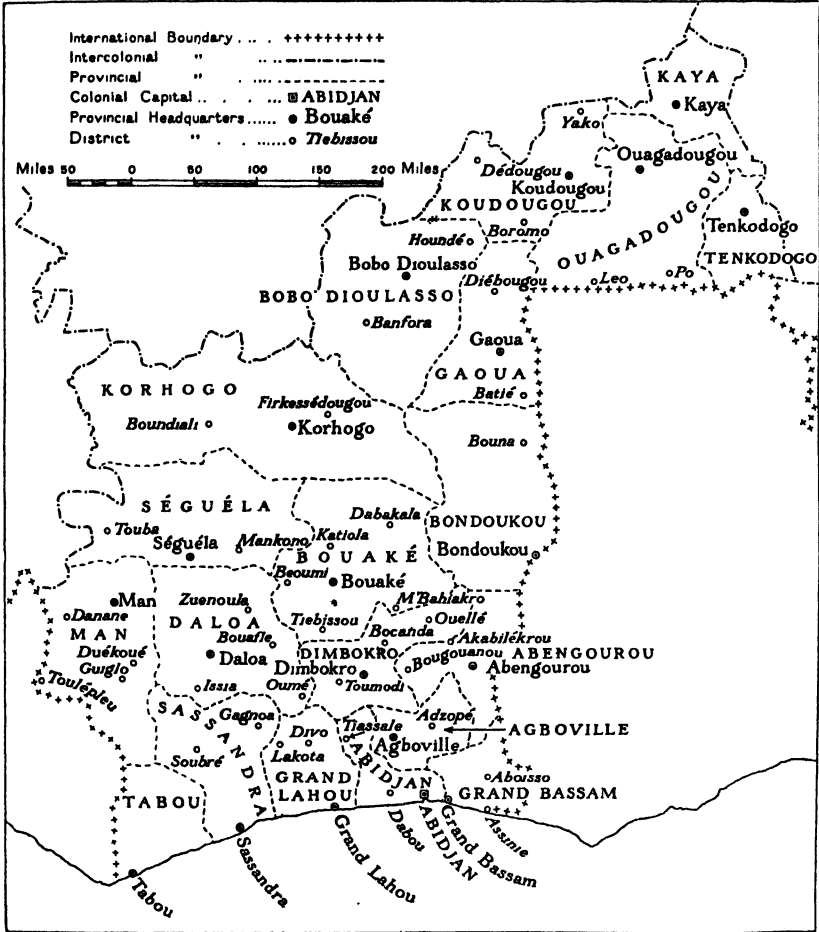 International Boundary . . . . ++++++++++
Intercolonial " . . . .
Provincial " . . . . . .
Colonial Capital . . . . . . . ABIDJAN
Provincial Headquarters . . . . . . Bouaké
District " . . . . . . . . Tiebissou
Miles 50 0 50 100 150 200 Miles
KAYA
Kaya
Yako
Ouagadougou
Dédougou
Koudougou
KOUDOUGOU
OUAGADOUGOU
Tenkodogo
TENKODOGO
Boromo
Houndé
Bobo Dioulasso
Diébougou
Leo
Po
BOBO DIOULASSO
Banfora
Gaoua
GAOUA
Batié
KORHOGO
Firkessédougou
Boundiali
Korhogo
Bouna
SÉGUÉLA
Dabakala
BONDOUKOU
Touba
Séguéla
Mankono
Katiola
BOUAKÉ
Bondoukou
Beoumi
Bouaké
Man
Danane
MAN
Zuenoula
DALOA
M'Bahiakro
Ouellé
Tiebissou
Bouafle
Bocanda
Akabilékrou
Duékoué
Guiglo
Toulépleu
Daloa
DIMBOKRO
Dimbokro
Bougouanou
ABENGOUROU
Abengourou
Issia
Oumé
Toumodi
SASSANDRA
Gagnoa
Divo
Tiassale
Adzopé
AGBOVILLE
Agboville
Soubré
Lakota
ABIDJAN
TABOU
GRAND
LAHOU
Aboisso
GRAND BASSAM
Dabou
ABIDJAN
Grand Bassam
Assinie
Tabou
Sassandra
Grand Lahou